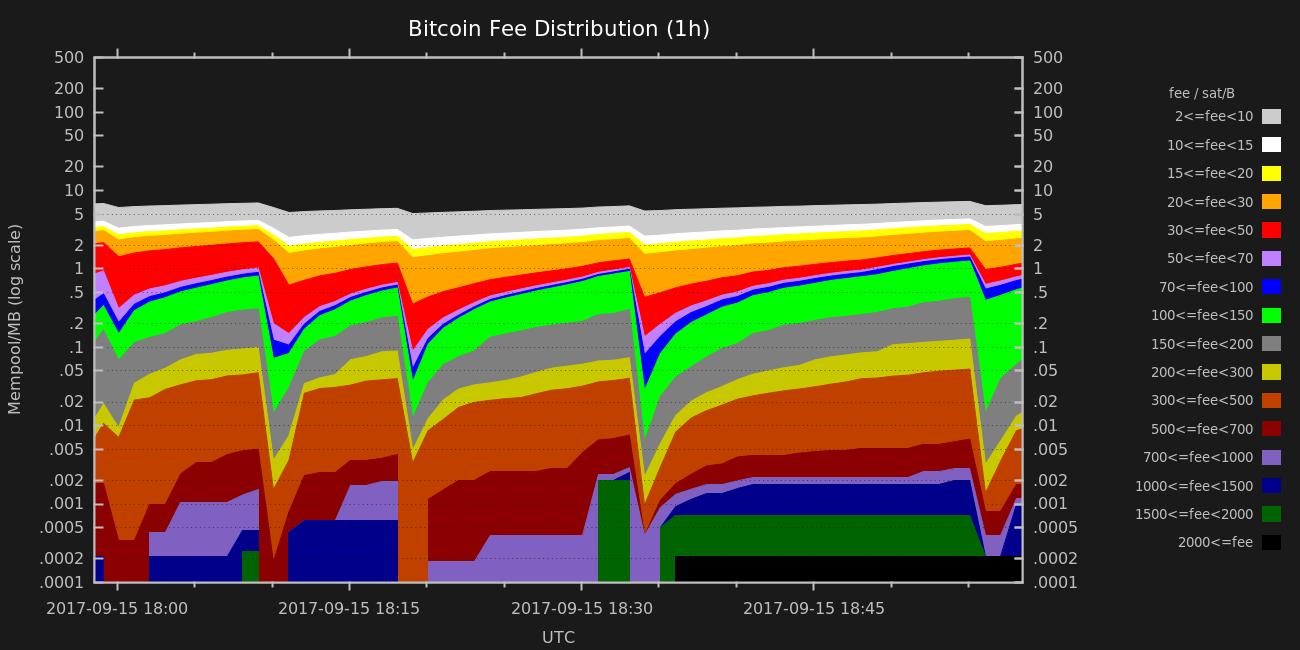 Bitcoin Fee Distribution (1h)
500 500
200 200
100 100
50 50
20 20
10 10
5 5
2 2
1 1
.5 .5
.2 .2
.1 .1
.05 .05
.02 .02
.01 .01
.005 .005
.002 .002
.001 .001
.0005 .0005
.0002 .0002
.0001 .0001
Mempool/MB (log scale)
2017-09-15 18:00 2017-09-15 18:15 2017-09-15 18:30 2017-09-15 18:45
UTC
fee / sat/B
2<=fee<10
10<=fee<15
15<=fee<20
20<=fee<30
30<=fee<50
50<=fee<70
70<=fee<100
100<=fee<150
150<=fee<200
200<=fee<300
300<=fee<500
500<=fee<700
700<=fee<1000
1000<=fee<1500
1500<=fee<2000
2000<=fee